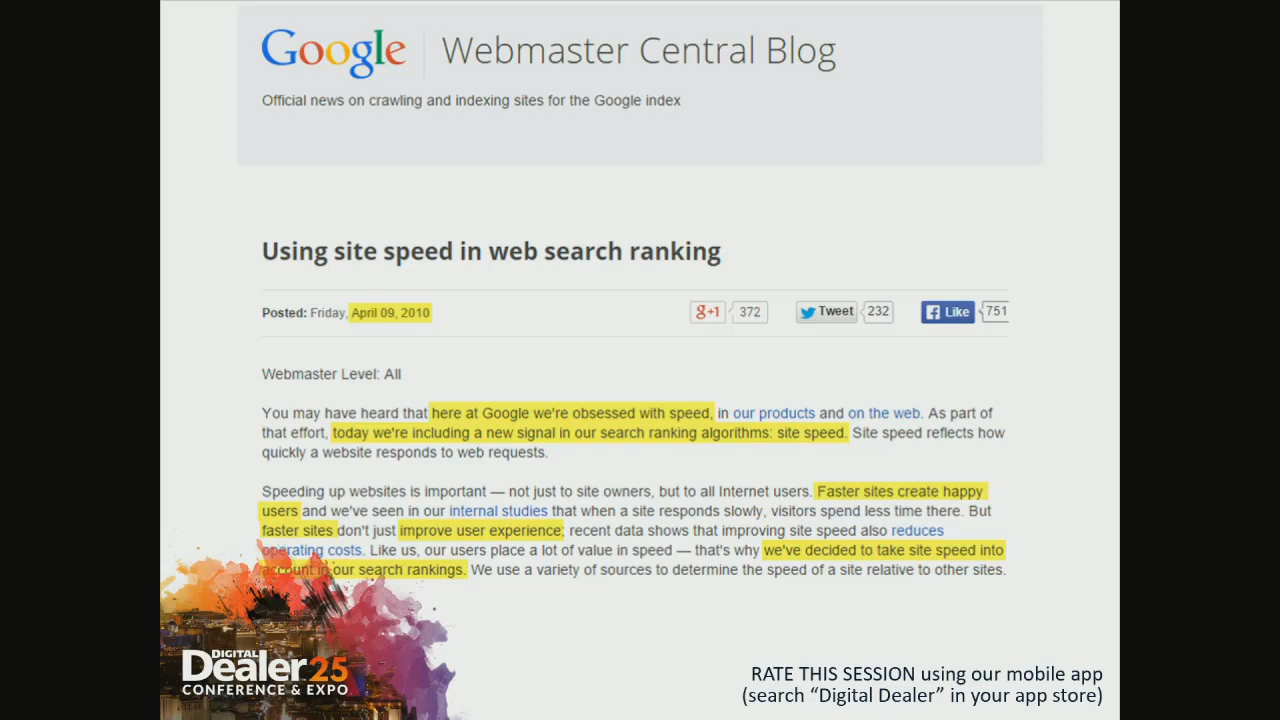 Google Webmaster Central Blog
Official news on crawling and indexing sites for the Google index
Using site speed in web search ranking
Posted: Friday, April 09, 2010
g+1 372 Tweet 232 Like 751
Webmaster Level: All
You may have heard that here at Google we're obsessed with speed, in our products and on the web. As part of
that effort, today we're including a new signal in our search ranking algorithms: site speed. Site speed reflects how
quickly a website responds to web requests.
Speeding up websites is important — not just to site owners, but to all Internet users. Faster sites create happy
users and we've seen in our internal studies that when a site responds slowly, visitors spend less time there. But
faster sites don't just improve user experience; recent data shows that improving site speed also reduces
operating costs. Like us, our users place a lot of value in speed — that's why we've decided to take site speed into
account in our search rankings. We use a variety of sources to determine the speed of a site relative to other sites.
DIGITAL
Dealer 25
CONFERENCE & EXPO
RATE THIS SESSION using our mobile app
(search “Digital Dealer” in your app store)